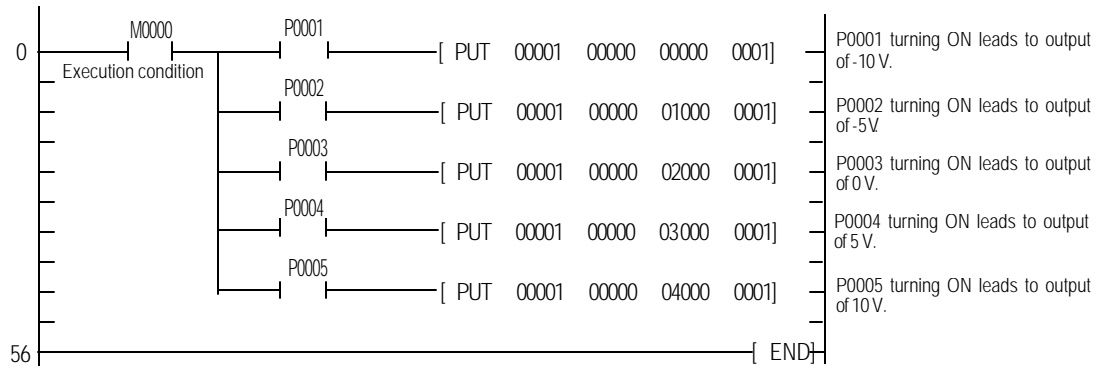 M0000
P0001
0
[ PUT 00001 00000 00000 0001]
P0001 turning ON leads to output
of -10 V.
Execution condition
P0002
[ PUT 00001 00000 01000 0001]
P0002 turning ON leads to output
of -5 V.
P0003
[ PUT 00001 00000 02000 0001]
P0003 turning ON leads to output
of 0 V.
P0004
[ PUT 00001 00000 03000 0001]
P0004 turning ON leads to output
of 5 V.
P0005
[ PUT 00001 00000 04000 0001]
P0005 turning ON leads to output
of 10 V.
56
[ END]